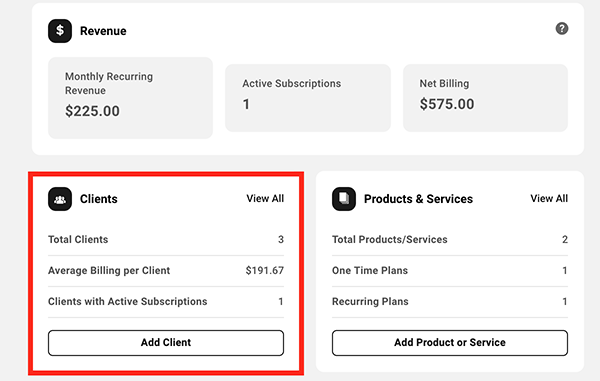 $ Revenue ?
Monthly Recurring
Revenue
$225.00
Active Subscriptions
1
Net Billing
$575.00
Clients View All
Total Clients 3
Average Billing per Client $191.67
Clients with Active Subscriptions 1
Add Client
Products & Services View All
Total Products/Services 2
One Time Plans 1
Recurring Plans 1
Add Product or Service